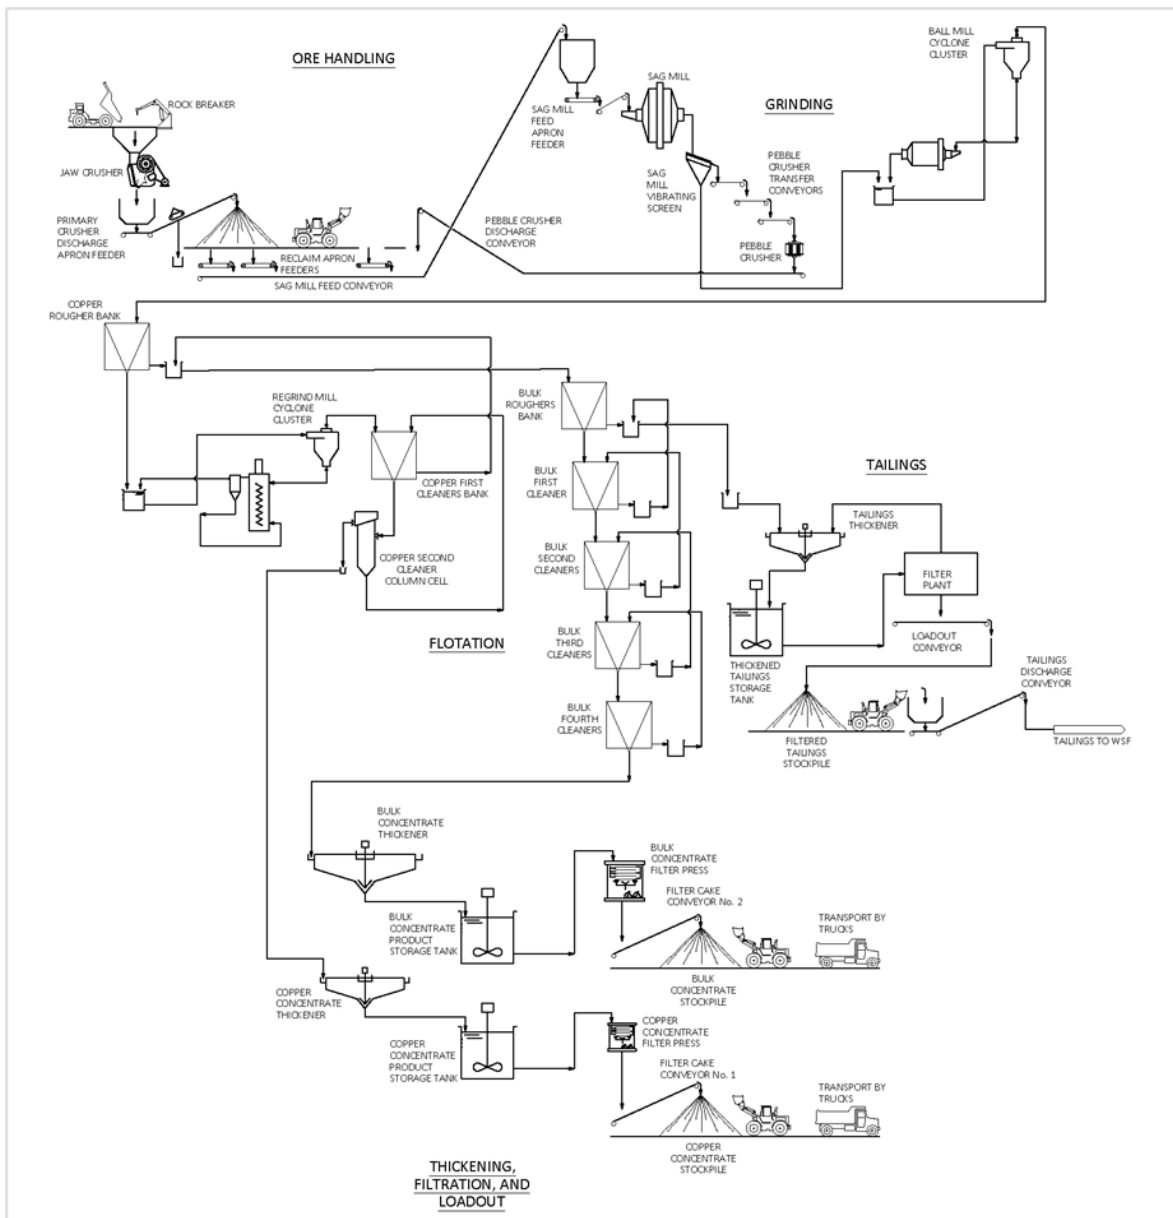 ORE HANDLING
ROCK BREAKER
JAW CRUSHER
PRIMARY
CRUSHER
DISCHARGE
APRON FEEDER
RECLAIM APRON
FEEDERS
SAG MILL FEED CONVEYOR
PEBBLE CRUSHER
DISCHARGE
CONVEYOR
SAG MILL
FEED
APRON
FEEDER
SAG MILL
GRINDING
SAG
MILL
VIBRATING
SCREEN
PEBBLE
CRUSHER
TRANSFER
CONVEYORS
PEBBLE
CRUSHER
BALL MILL
CYCLONE
CLUSTER
COPPER
ROUGHER BANK
REGRIND MILL
CYCLONE
CLUSTER
COPPER FIRST
CLEANERS BANK
COPPER SECOND
CLEANER
COLUMN CELL
FLOTATION
BULK
ROUGHERS
BANK
BULK
FIRST
CLEANER
BULK
SECOND
CLEANERS
BULK
THIRD
CLEANERS
BULK
FOURTH
CLEANERS
TAILINGS
TAILINGS
THICKENER
FILTER
PLANT
LOADOUT
CONVEYOR
THICKENED
TAILINGS
STORAGE
TANK
TAILINGS
DISCHARGE
CONVEYOR
FILTERED
TAILINGS
STOCKPILE
TAILINGS TO WSF
BULK
CONCENTRATE
THICKENER
BULK
CONCENTRATE
PRODUCT
STORAGE TANK
BULK
CONCENTRATE
FILTER PRESS
FILTER CAKE
CONVEYOR No. 2
TRANSPORT BY
TRUCKS
BULK
CONCENTRATE
STOCKPILE
COPPER
CONCENTRATE
THICKENER
COPPER
CONCENTRATE
PRODUCT
STORAGE TANK
COPPER
CONCENTRATE
FILTER PRESS
FILTER CAKE
CONVEYOR No. 1
TRANSPORT BY
TRUCKS
COPPER
CONCENTRATE
STOCKPILE
THICKENING,
FILTRATION, AND
LOADOUT